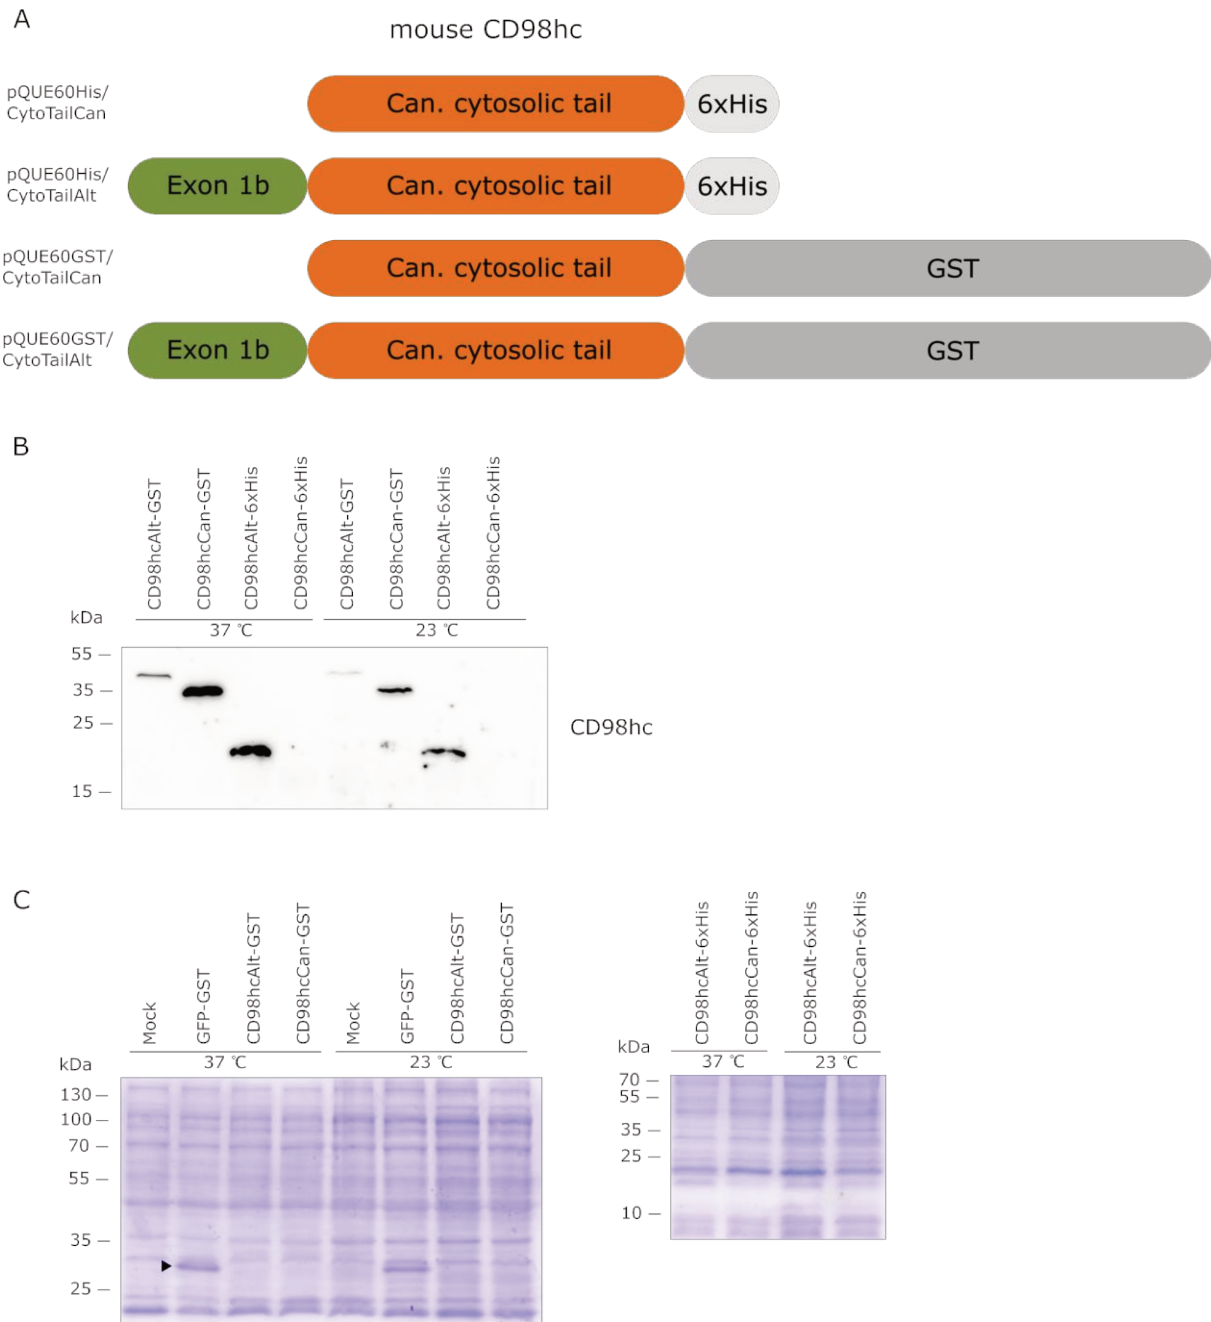 A
mouse CD98hc
pQUE60His/
CytoTailCan
Can. cytosolic tail
6xHis
pQUE60His/
CytoTailAlt
Exon 1b
Can. cytosolic tail
6xHis
pQUE60GST/
CytoTailCan
Can. cytosolic tail
GST
pQUE60GST/
CytoTailAlt
Exon 1b
Can. cytosolic tail
GST
B
CD98hcAlt-GST
CD98hcCan-GST
CD98hcAlt-6xHis
CD98hcCan-6xHis
CD98hcAlt-GST
CD98hcCan-GST
CD98hcAlt-6xHis
CD98hcCan-6xHis
kDa
37 °C
23 °C
55
35
25
15
CD98hc
C
Mock
GFP-GST
CD98hcAlt-GST
CD98hcCan-GST
Mock
GFP-GST
CD98hcAlt-GST
CD98hcCan-GST
kDa
37 °C
23 °C
130
100
70
55
35
25
CD98hcAlt-6xHis
CD98hcCan-6xHis
CD98hcAlt-6xHis
CD98hcCan-6xHis
kDa
37 °C
23 °C
70
55
35
25
10